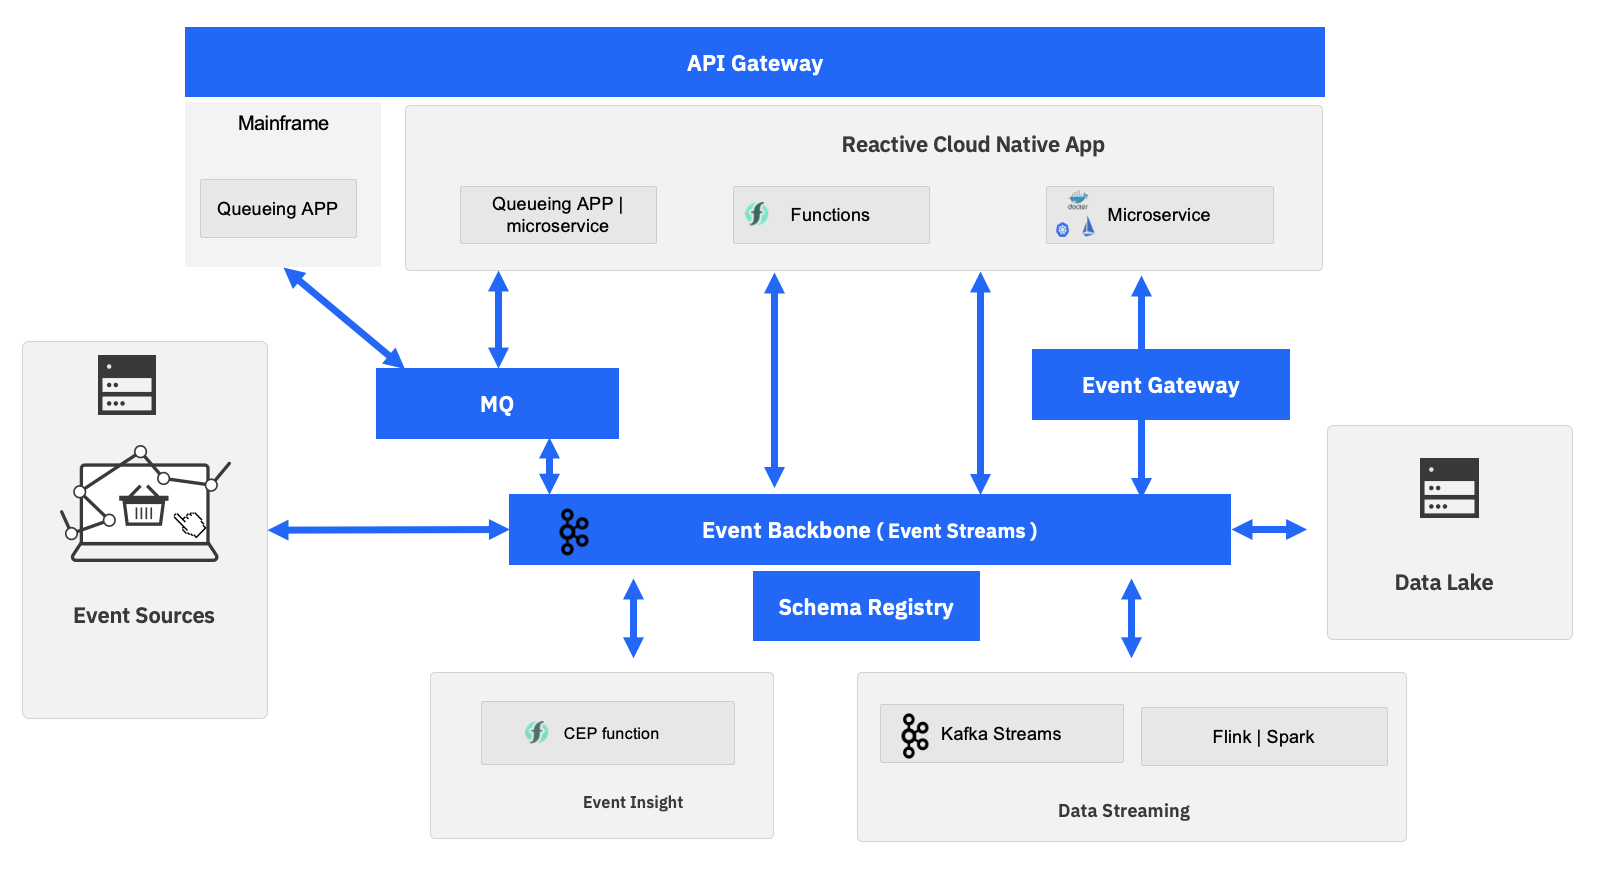 API Gateway
Mainframe
Queueing APP
Reactive Cloud Native App
Queueing APP |
microservice
Functions
docker
Microservice
MQ
Event Gateway
Event Sources
Event Backbone ( Event Streams )
Schema Registry
Data Lake
CEP function
Event Insight
Kafka Streams
Flink | Spark
Data Streaming